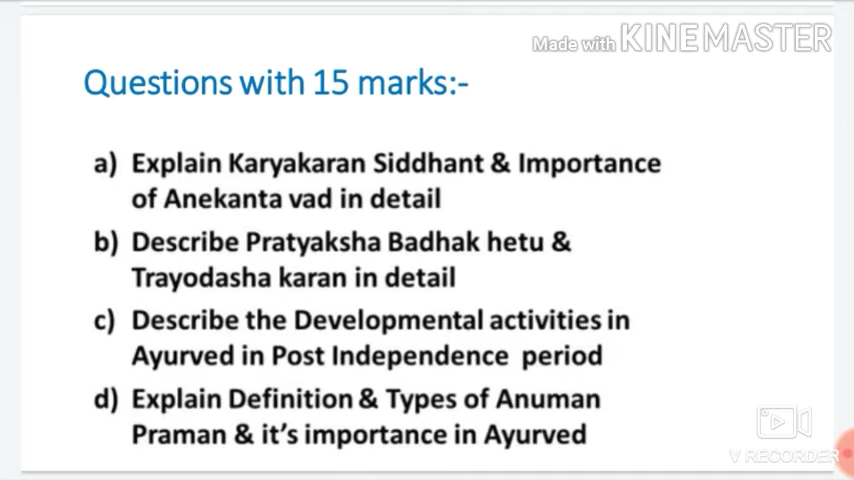 Made with KINEMASTER
Questions with 15 marks:-
a) Explain Karyakaran Siddhant & Importance
of Anekanta vad in detail
b) Describe Pratyaksha Badhak hetu &
Trayodasha karan in detail
c) Describe the Developmental activities in
Ayurved in Post Independence period
d) Explain Definition & Types of Anuman
Praman & it's importance in Ayurved
V RECORDER